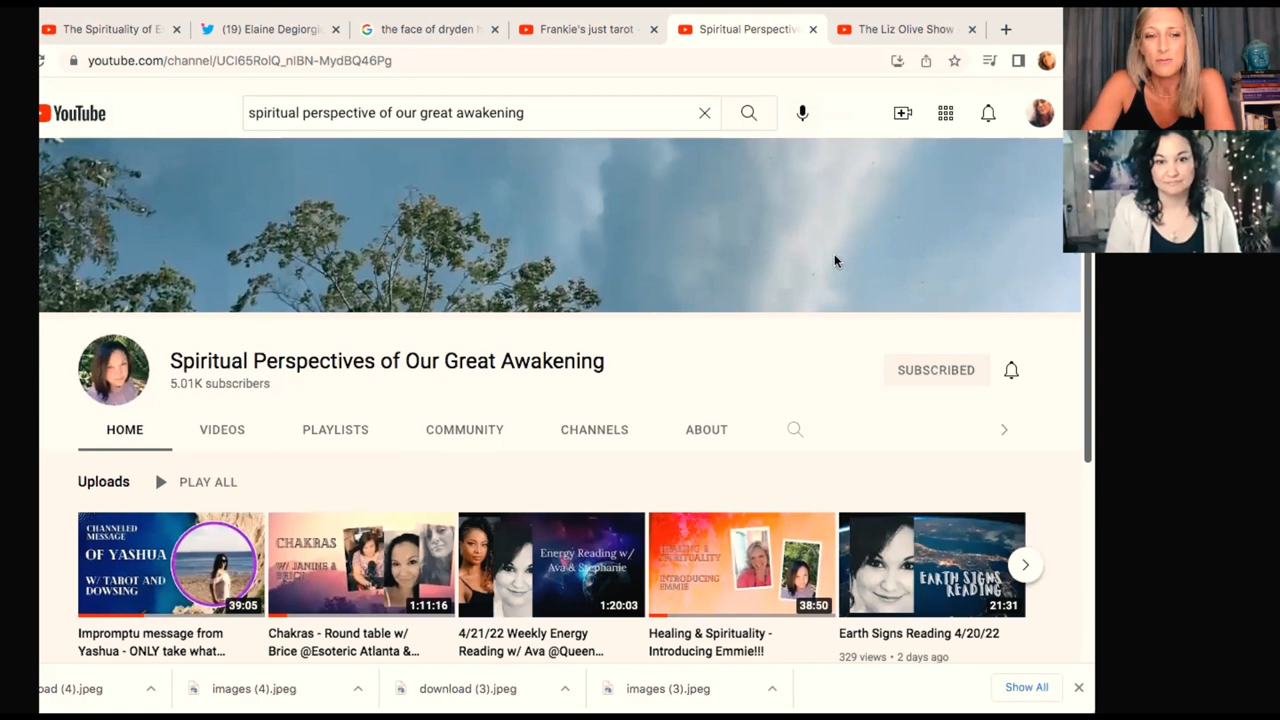 The Spirituality of E
(19) Elaine Degiorgi
the face of dryden h
Frankie's just tarot -
Spiritual Perspectiv
The Liz Olive Show -
youtube.com/channel/UCl65RolQ_nIBN-MydBQ46Pg
YouTube
spiritual perspective of our great awakening
Spiritual Perspectives of Our Great Awakening
5.01K subscribers
SUBSCRIBED
HOME
VIDEOS
PLAYLISTS
COMMUNITY
CHANNELS
ABOUT
Uploads
PLAY ALL
CHANNELED
MESSAGE
OF YASHUA
W/ TAROT AND
DOWSING
39:05
CHAKRAS
W/ JANINE &
BRICE
1:11:16
Energy Reading w/
Ava & Stephanie
1:20:03
HEALING &
SPIRITUALITY
INTRODUCING
EMMIE
38:50
EARTH SIGNS
READING
21:31
Impromptu message from
Yashua - ONLY take what...
Chakras - Round table w/
Brice @Esoteric Atlanta &...
4/21/22 Weekly Energy
Reading w/ Ava @Queen...
Healing & Spirituality -
Introducing Emmie!!!
Earth Signs Reading 4/20/22
329 views • 2 days ago
oad (4).jpeg
images (4).jpeg
download (3).jpeg
images (3).jpeg
Show All